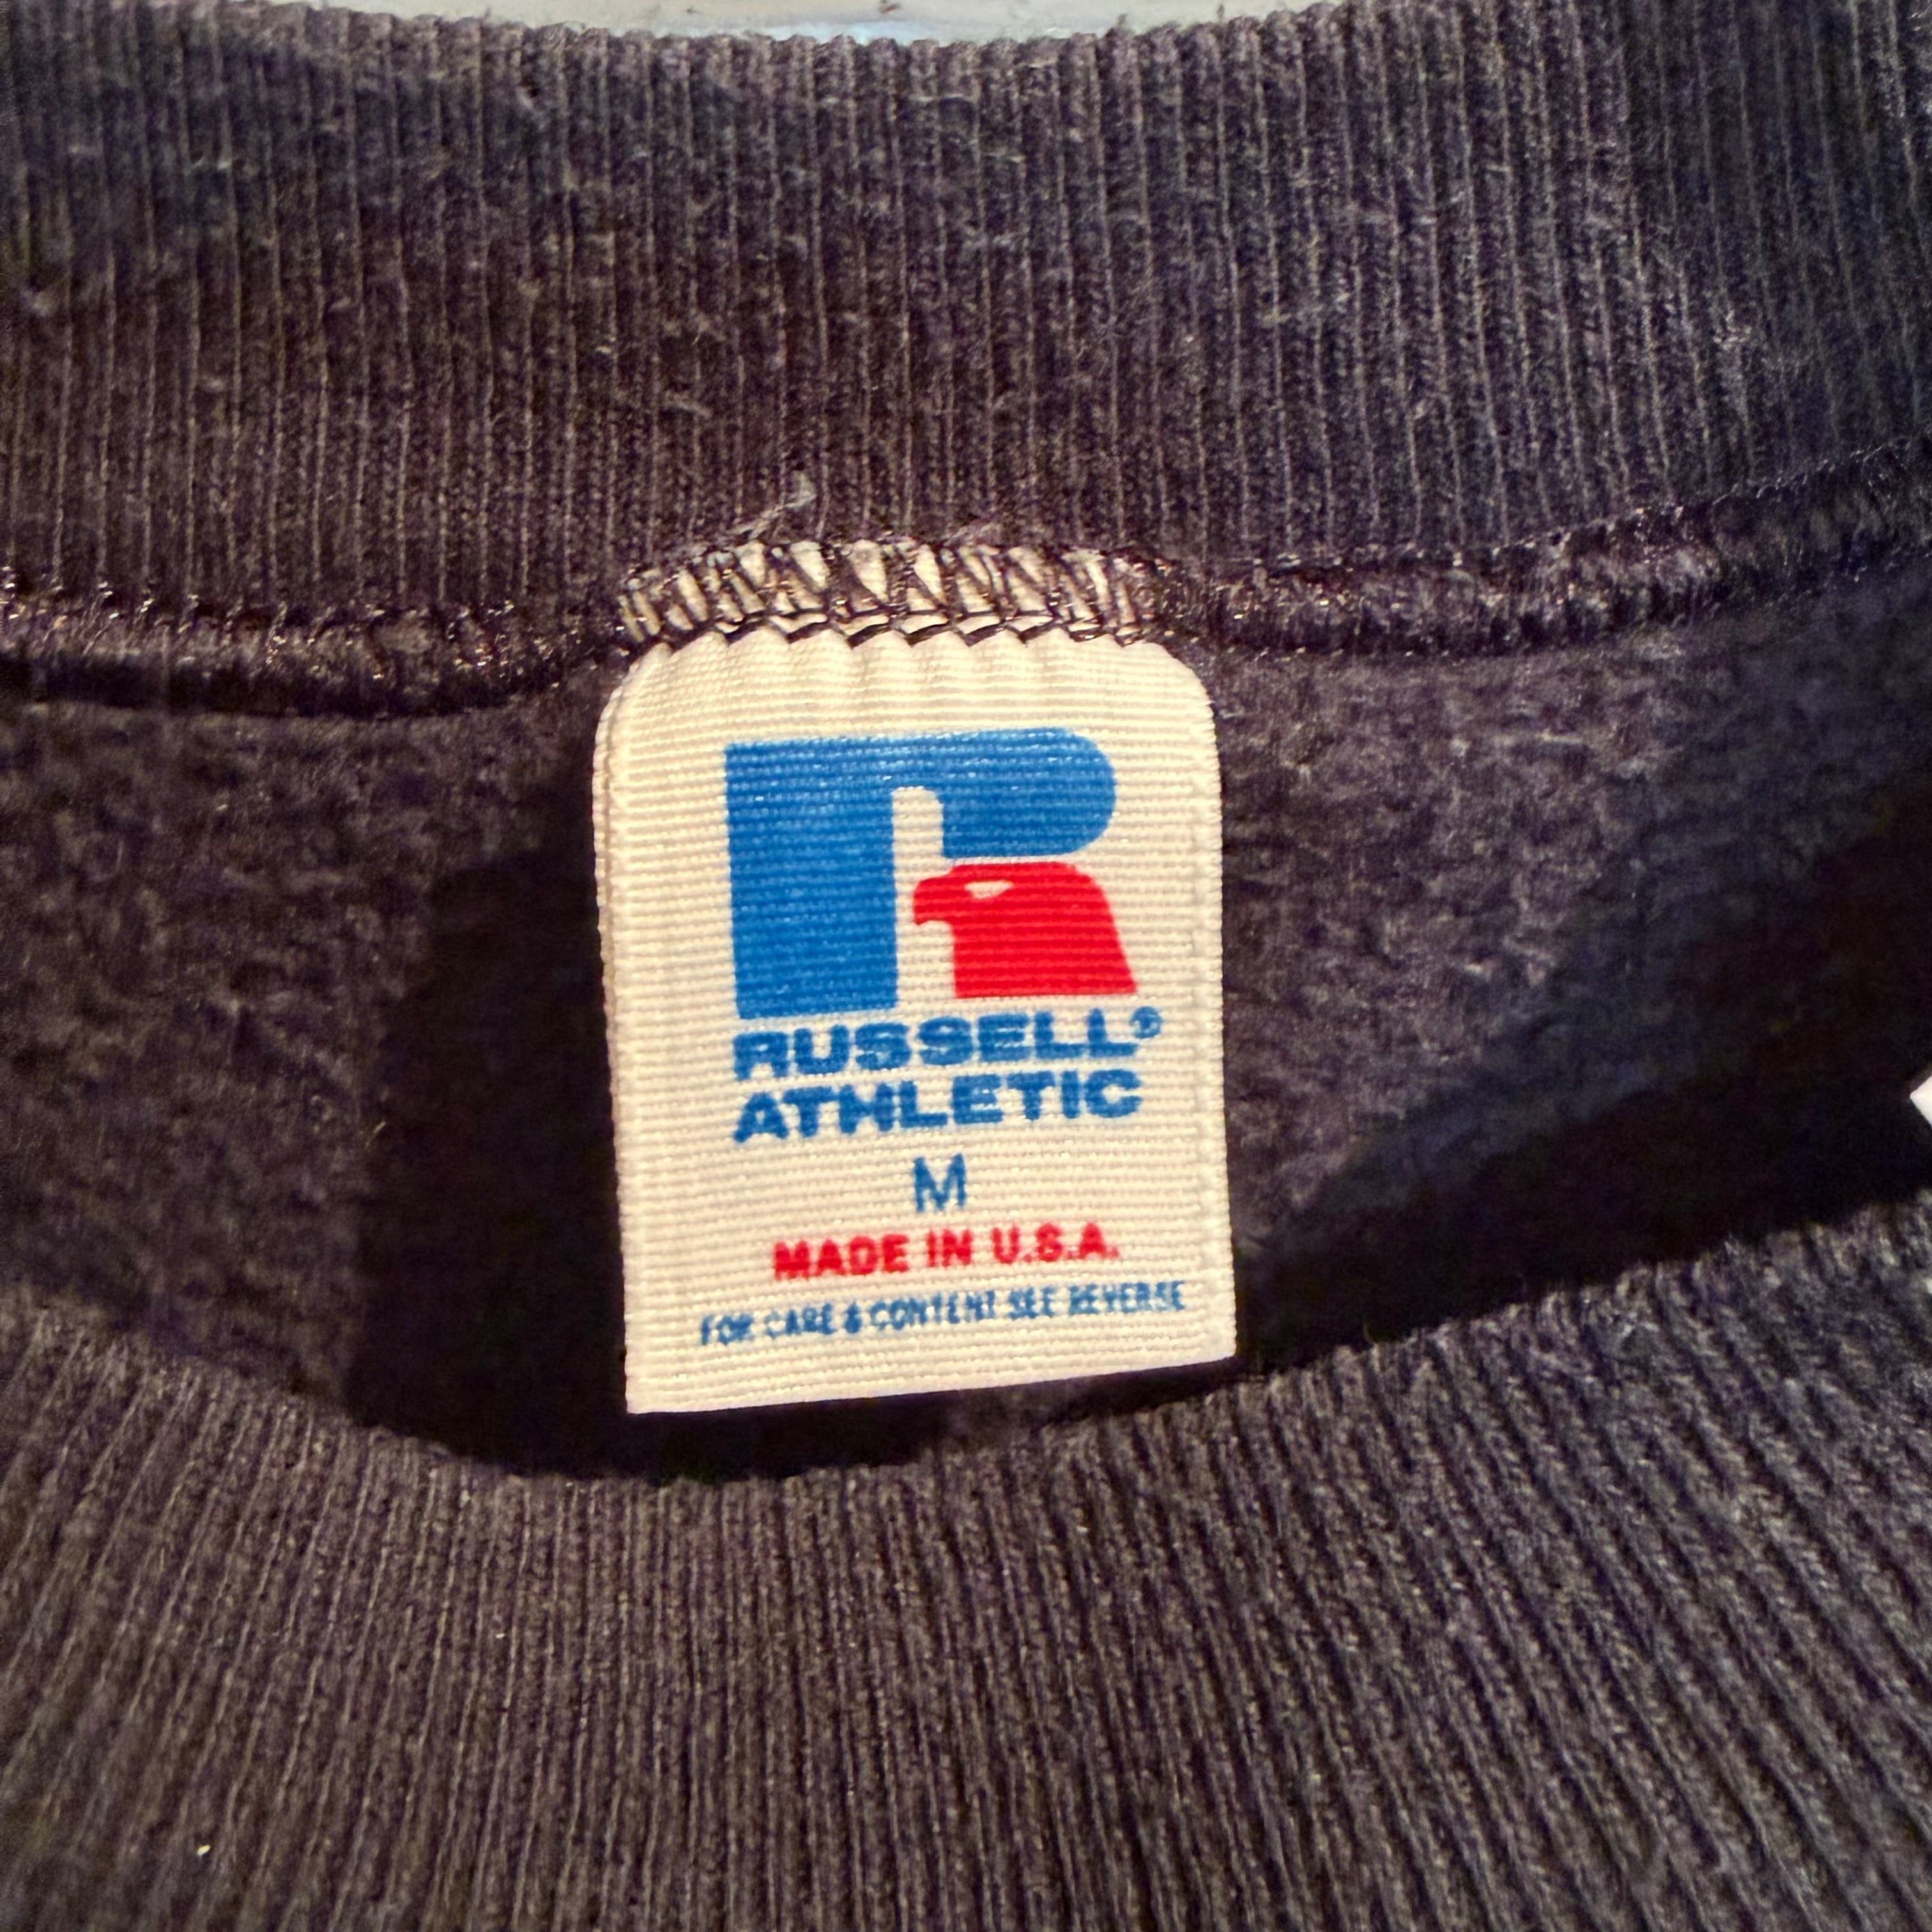 RUSSELL®
ATHLETIC
M
MADE IN U.S.A.
FOR CARE & CONTENT SEE REVERSE